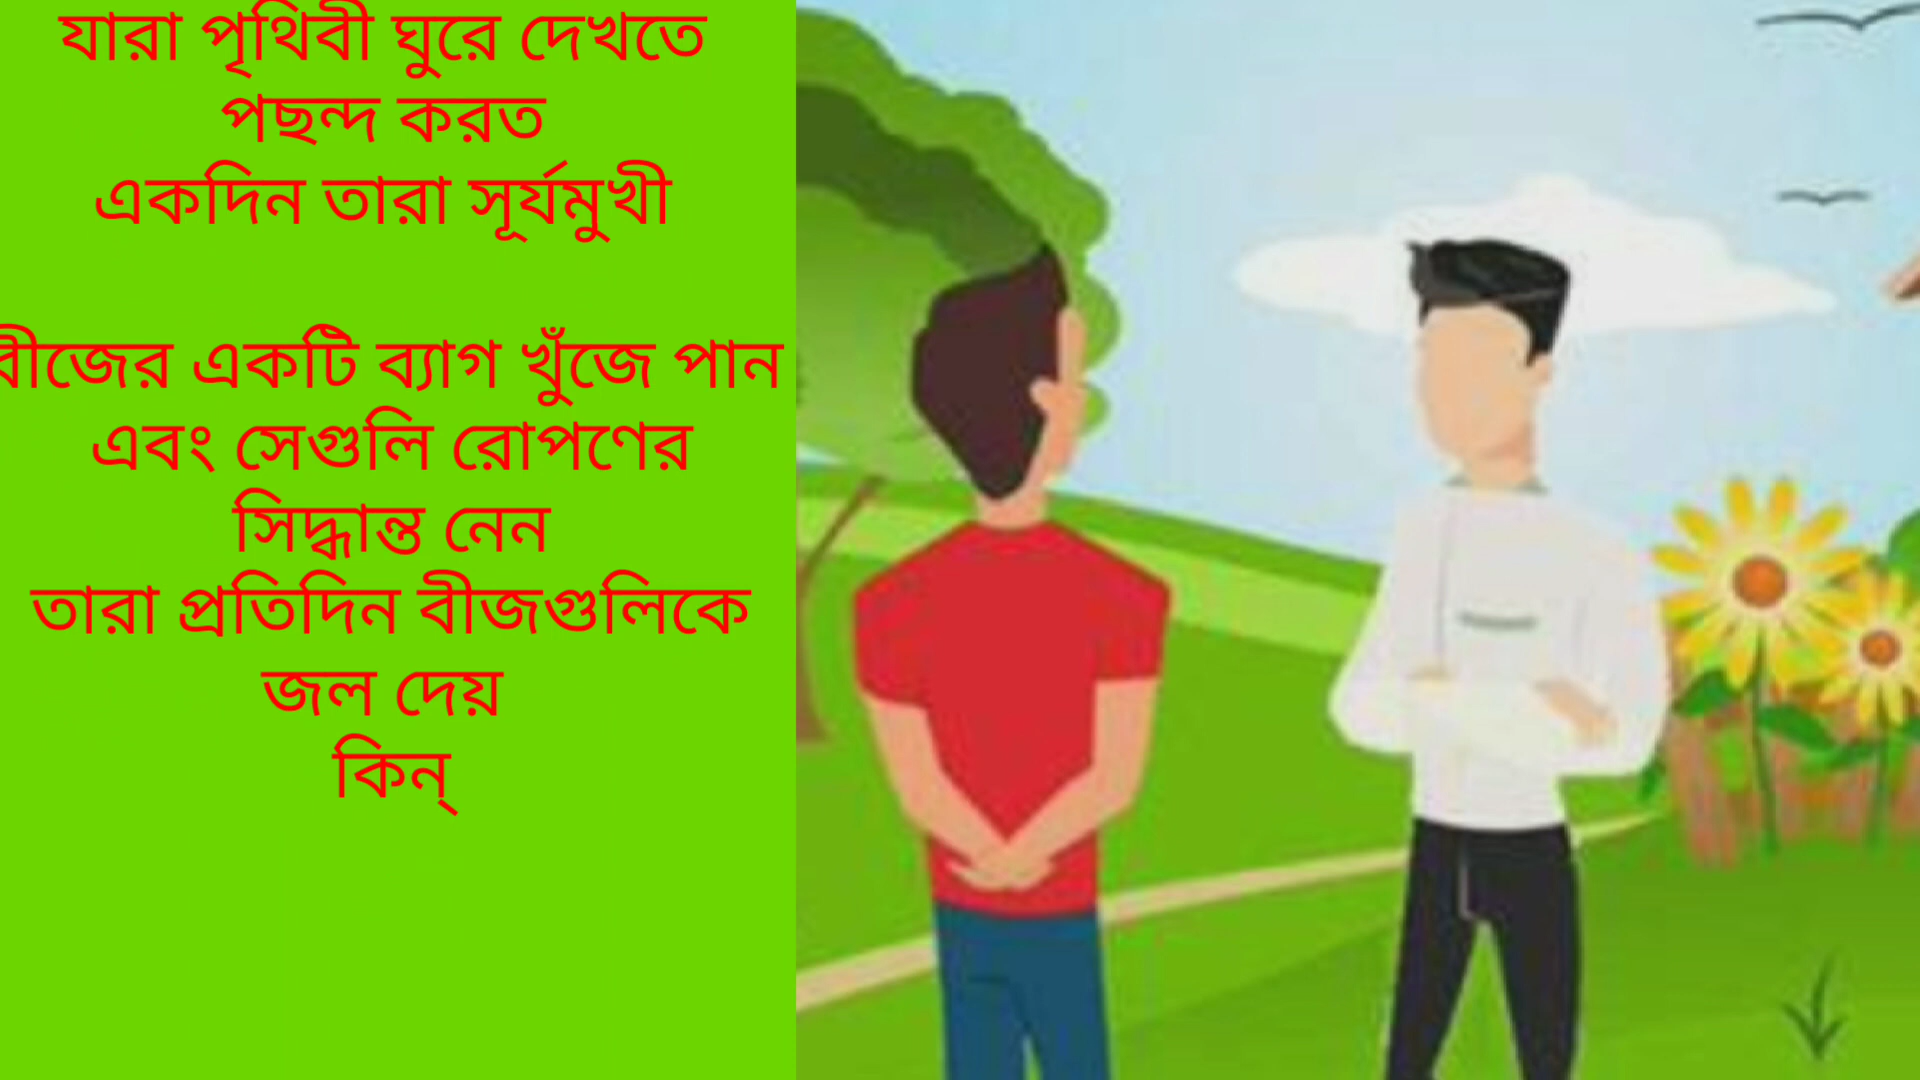 যারা পৃথিবী ঘুরে দেখতে
পছন্দ করত
একদিন তারা সূর্যমুখী
বীজের একটি ব্যাগ খুঁজে পান
এবং সেগুলি রোপণের
সিদ্ধান্ত নেন
তারা প্রতিদিন বীজগুলিকে
জল দেয়
কিন্